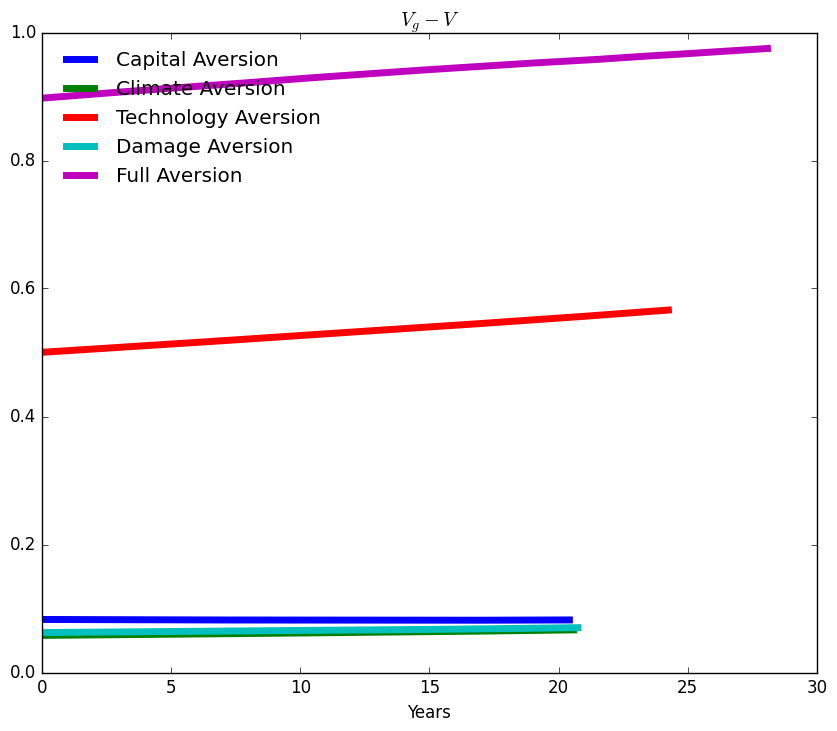 V_g − V
1.0
0.8
0.6
0.4
0.2
0.0
Capital Aversion
Climate Aversion
Technology Aversion
Damage Aversion
Full Aversion
0 5 10 15 20 25 30
Years